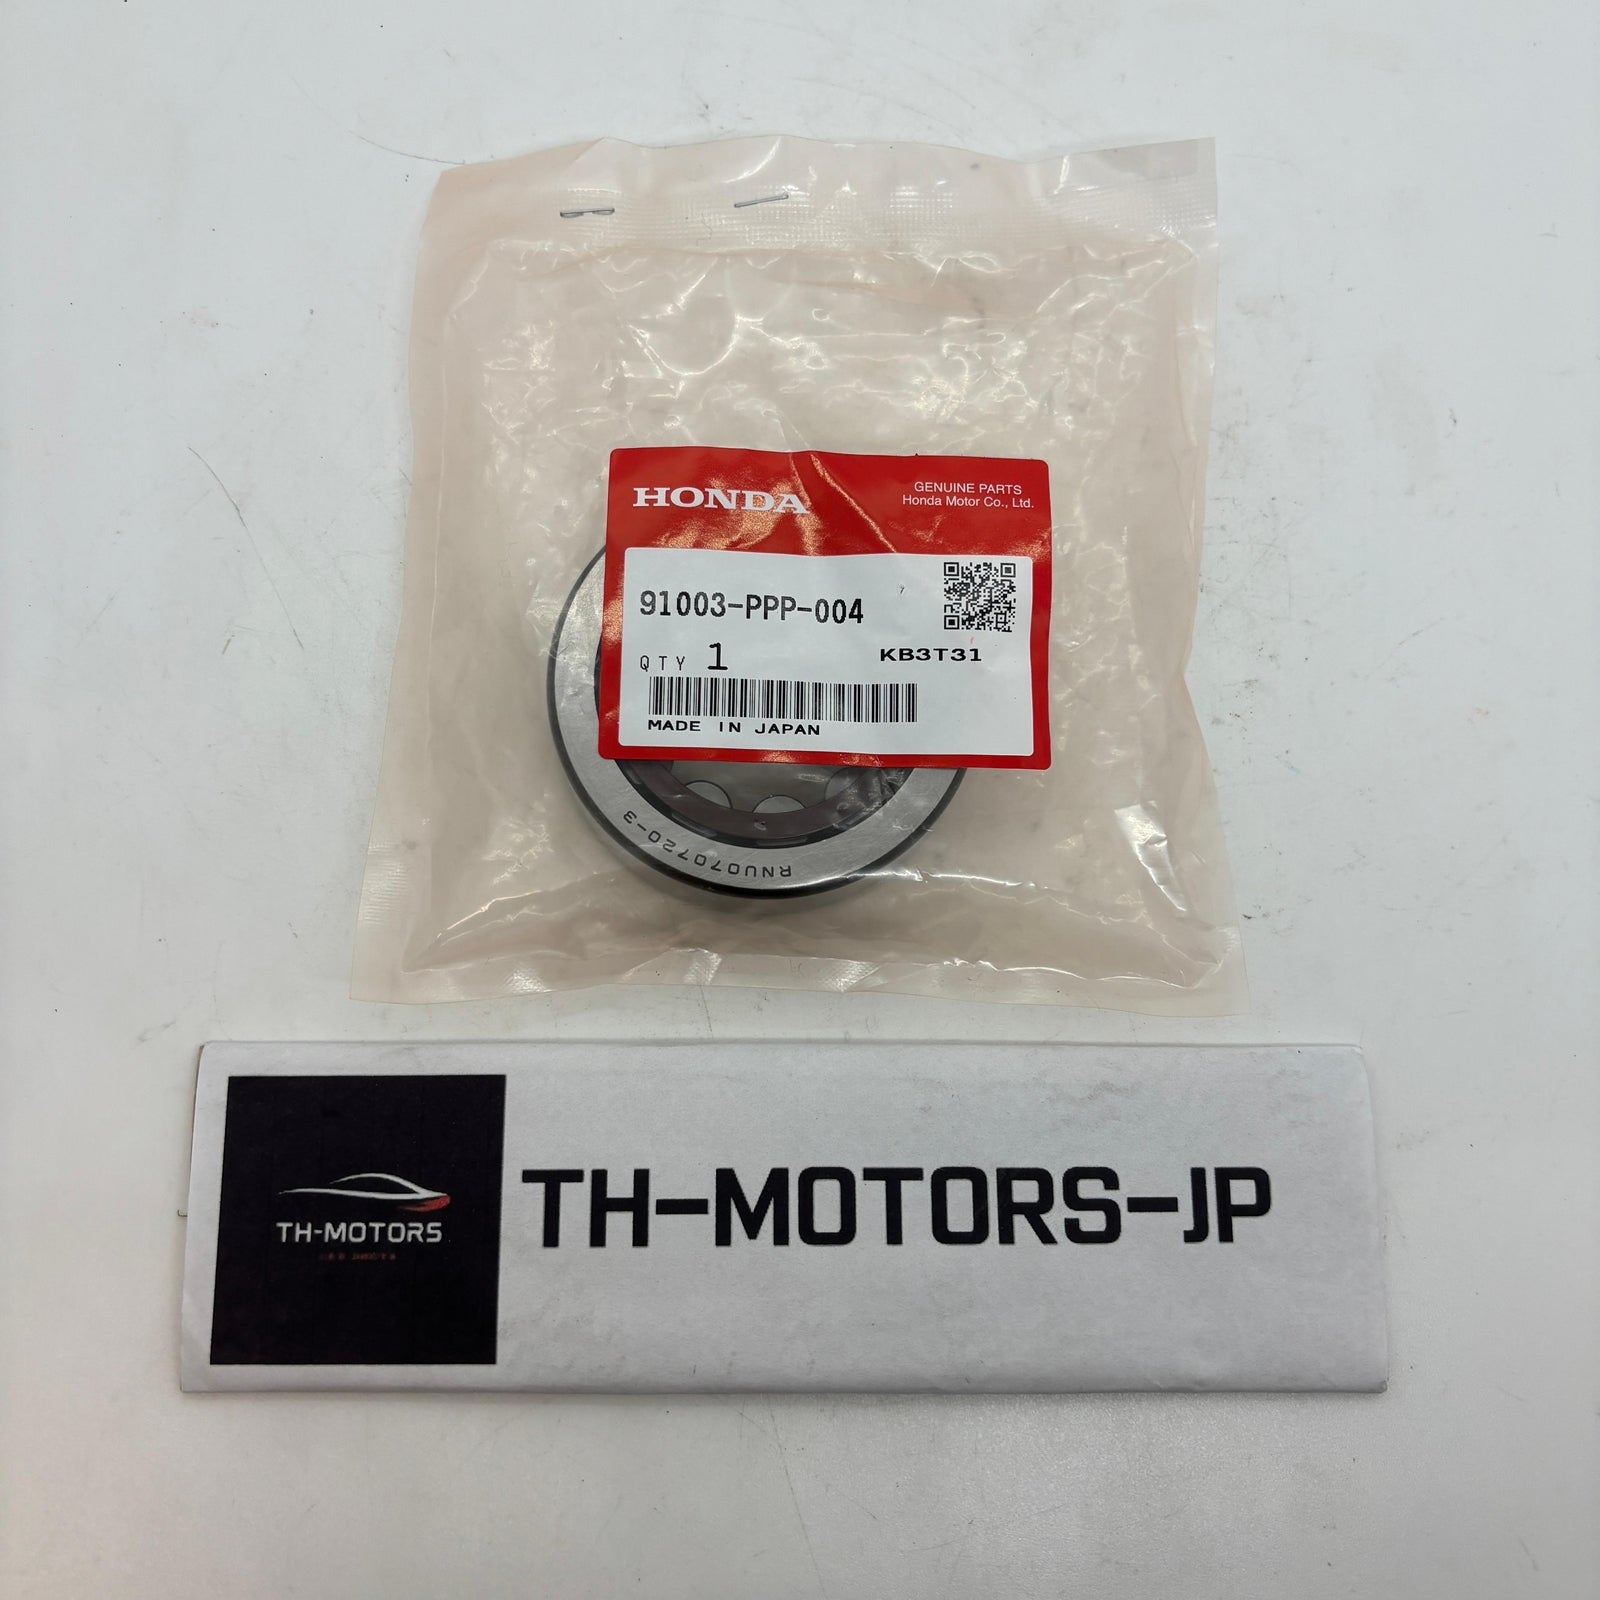 HONDA
GENUINE PARTS
Honda Motor Co., Ltd.
91003-PPP-004
QTY 1
KB3T31
MADE IN JAPAN
RNU070720-3
TH-MOTORS
TH-MOTORS-JP